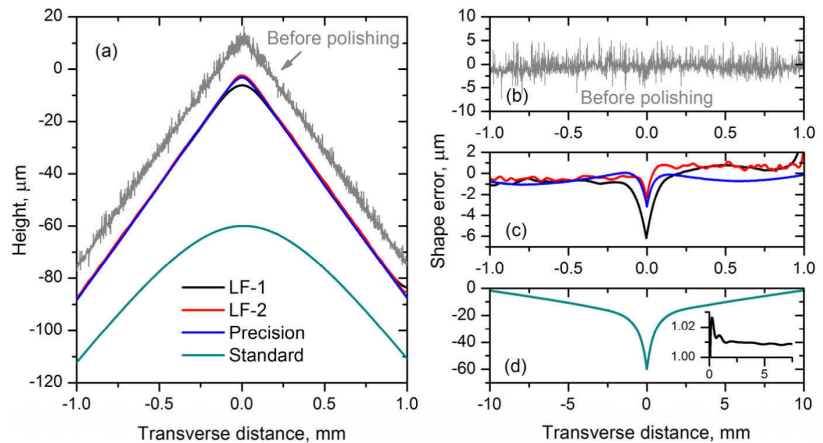 20
0
-20
-40
-60
-80
-100
-120
Height, μm
(a)
Before polishing
LF-1
LF-2
Precision
Standard
-1.0 -0.5 0.0 0.5 1.0
Transverse distance, mm
Shape error, μm
10
5
0
-5
-10
(b)
Before polishing
-1.0 -0.5 0.0 0.5 1.0
2
0
-2
-4
-6
(c)
-1.0 -0.5 0.0 0.5 1.0
0
-20
-40
-60
(d)
1.02
1.00
0 5
-10 -5 0 5 10
Transverse distance, mm